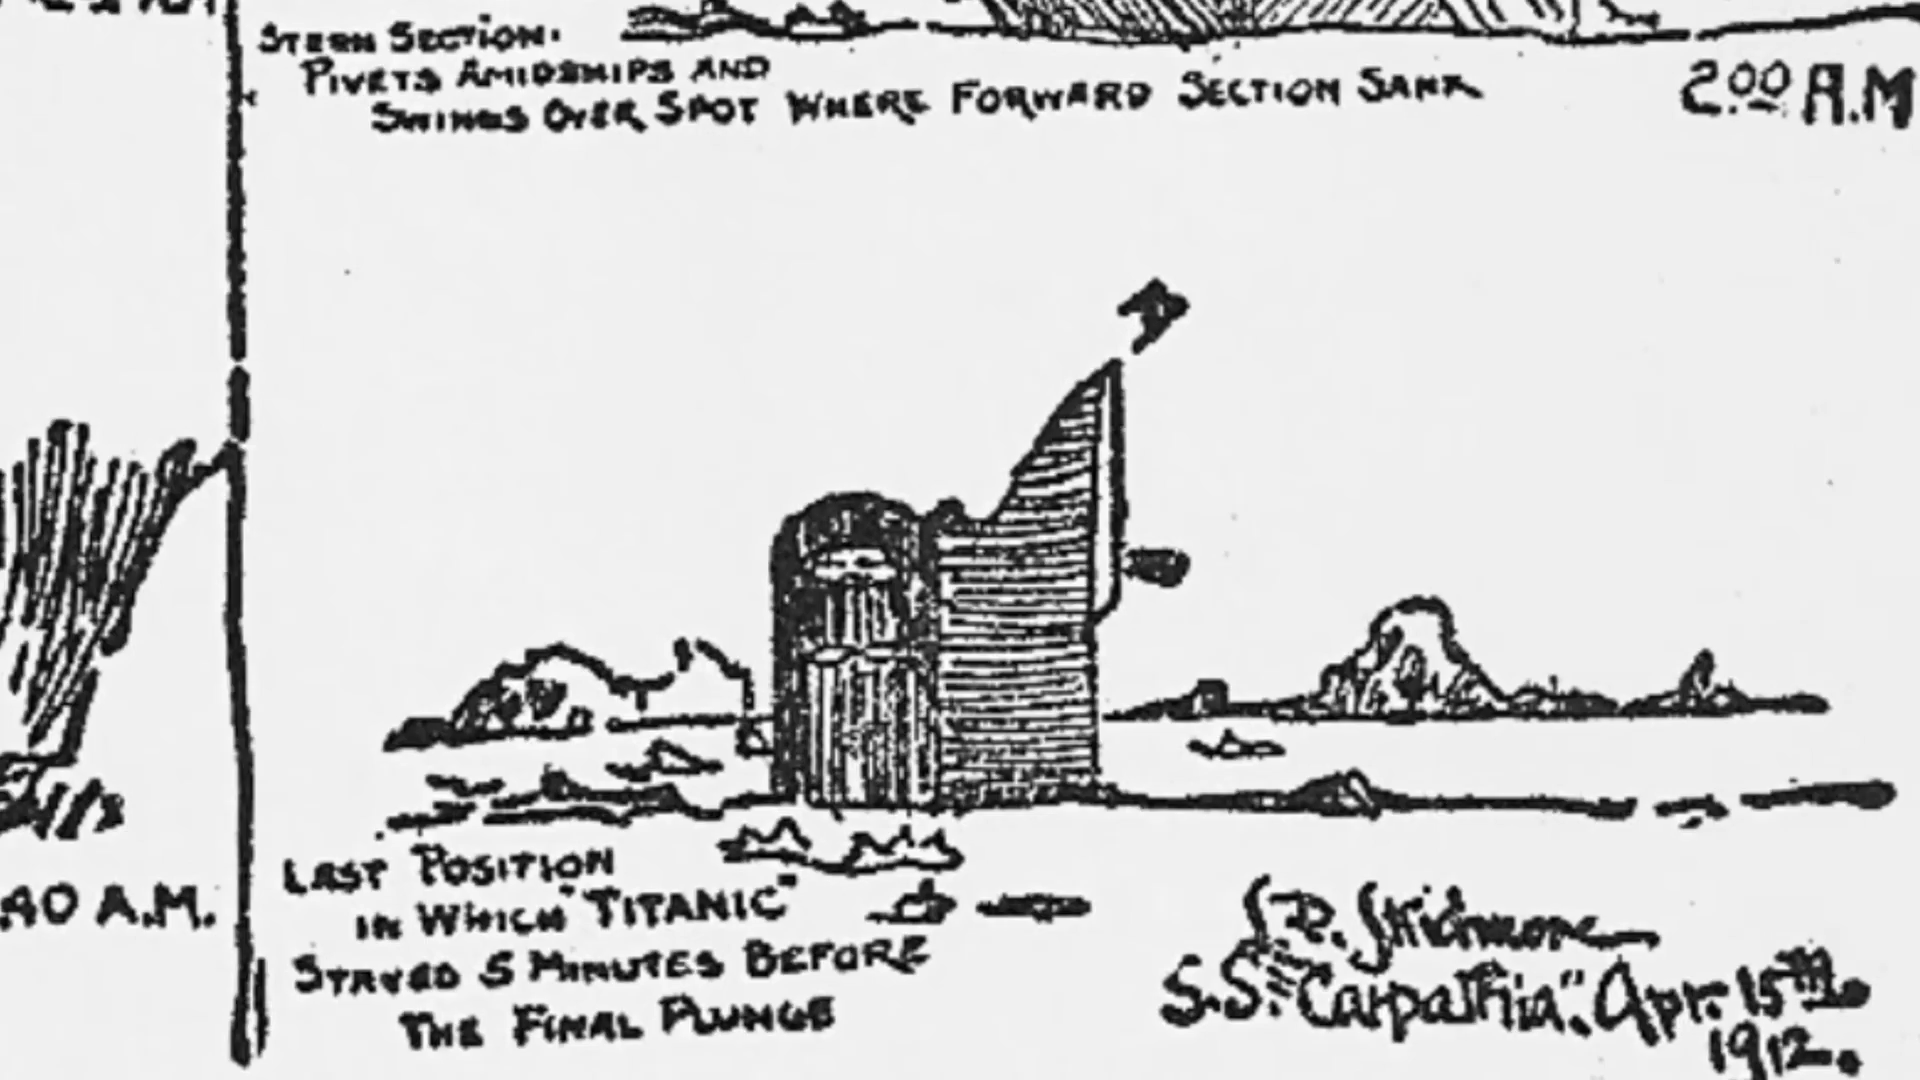 STERN SECTION.
PIVETS AMIDSHIPS AND
SWINGS OVER SPOT WHERE FORWARD SECTION SANK
2.00 A.M
.40 A.M.
LAST POSITION
IN WHICH "TITANIC"
STAYED 5 MINUTES BEFORE
THE FINAL PLUNGE
Skidmore
S.S. "Carpathia", Apr. 15th
1912.